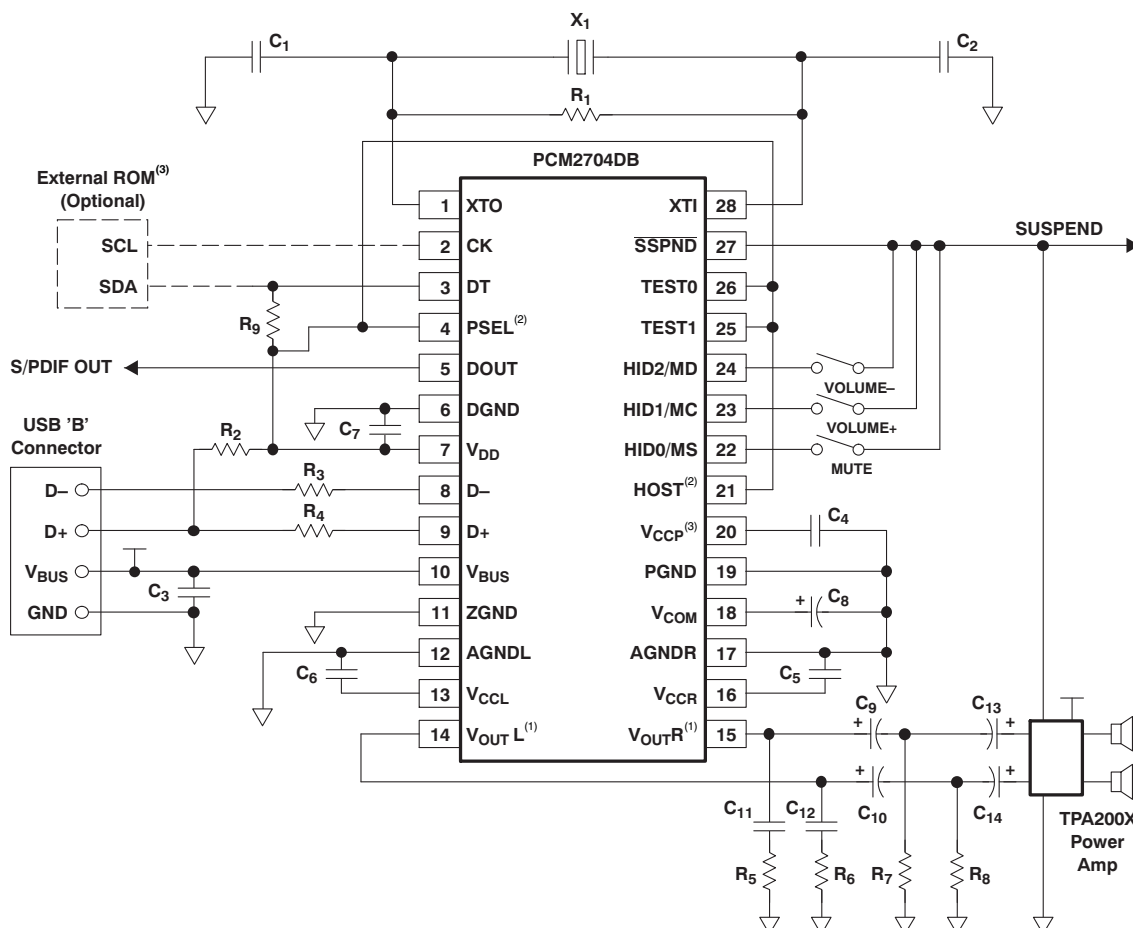 X1
C1
C2
R1
PCM2704DB
External ROM(3)
(Optional)
SCL
SDA
R9
S/PDIF OUT
USB 'B'
Connector
D–
D+
VBUS
GND
R2
R3
R4
C3
C7
C6
1 XTO
2 CK
3 DT
4 PSEL(2)
5 DOUT
6 DGND
7 VDD
8 D–
9 D+
10 VBUS
11 ZGND
12 AGNDL
13 VCCL
14 VOUT L(1)
XTI 28
SSPND 27
TEST0 26
TEST1 25
HID2/MD 24
HID1/MC 23
HID0/MS 22
HOST(2) 21
VCCP(3) 20
PGND 19
VCOM 18
AGNDR 17
VCCR 16
VOUTR(1) 15
SUSPEND
VOLUME–
VOLUME+
MUTE
C4
+ C8
C5
C9
+
C13
+
+
C10
+
C14
C11
C12
R5
R6
R7
R8
TPA200X
Power
Amp